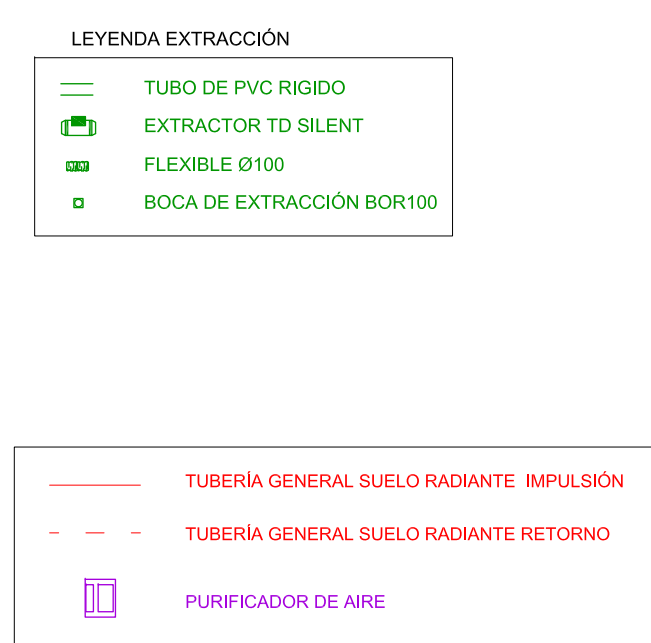 LEYENDA EXTRACCIÓN
TUBO DE PVC RIGIDO
EXTRACTOR TD SILENT
FLEXIBLE Ø100
BOCA DE EXTRACCIÓN BOR100
TUBERÍA GENERAL SUELO RADIANTE IMPULSIÓN
TUBERÍA GENERAL SUELO RADIANTE RETORNO
PURIFICADOR DE AIRE